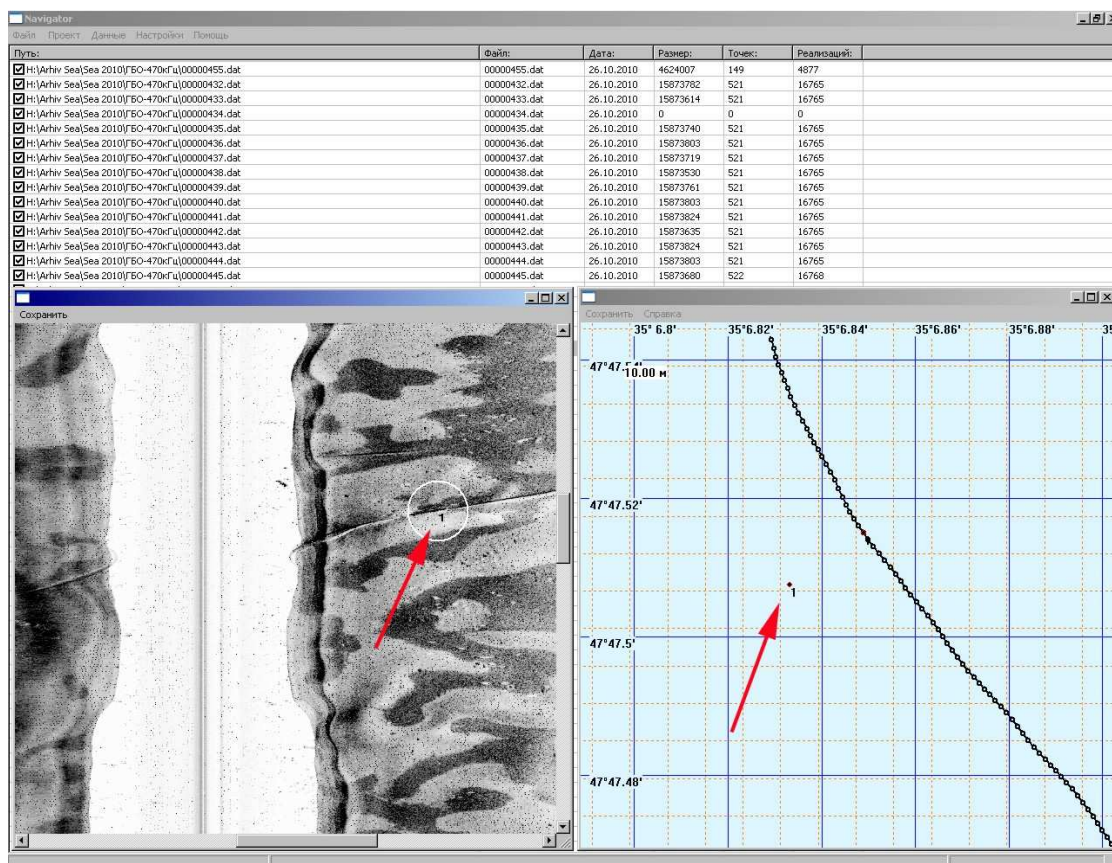 Navigator
Файл Проект Данные Настройки Помощь
Путь: Файл: Дата: Размер: Точек: Реализаций:
H:\Arhiv Sea\Sea 2010\ГБО-470кГц\00000455.dat 00000455.dat 26.10.2010 4624007 149 4877
H:\Arhiv Sea\Sea 2010\ГБО-470кГц\00000432.dat 00000432.dat 26.10.2010 15873782 521 16765
H:\Arhiv Sea\Sea 2010\ГБО-470кГц\00000433.dat 00000433.dat 26.10.2010 15873614 521 16765
H:\Arhiv Sea\Sea 2010\ГБО-470кГц\00000434.dat 00000434.dat 26.10.2010 0 0 0
H:\Arhiv Sea\Sea 2010\ГБО-470кГц\00000435.dat 00000435.dat 26.10.2010 15873740 521 16765
H:\Arhiv Sea\Sea 2010\ГБО-470кГц\00000436.dat 00000436.dat 26.10.2010 15873803 521 16765
H:\Arhiv Sea\Sea 2010\ГБО-470кГц\00000437.dat 00000437.dat 26.10.2010 15873719 521 16765
H:\Arhiv Sea\Sea 2010\ГБО-470кГц\00000438.dat 00000438.dat 26.10.2010 15873530 521 16765
H:\Arhiv Sea\Sea 2010\ГБО-470кГц\00000439.dat 00000439.dat 26.10.2010 15873761 521 16765
H:\Arhiv Sea\Sea 2010\ГБО-470кГц\00000440.dat 00000440.dat 26.10.2010 15873803 521 16765
H:\Arhiv Sea\Sea 2010\ГБО-470кГц\00000441.dat 00000441.dat 26.10.2010 15873824 521 16765
H:\Arhiv Sea\Sea 2010\ГБО-470кГц\00000442.dat 00000442.dat 26.10.2010 15873635 521 16765
H:\Arhiv Sea\Sea 2010\ГБО-470кГц\00000443.dat 00000443.dat 26.10.2010 15873824 521 16765
H:\Arhiv Sea\Sea 2010\ГБО-470кГц\00000444.dat 00000444.dat 26.10.2010 15873803 521 16765
H:\Arhiv Sea\Sea 2010\ГБО-470кГц\00000445.dat 00000445.dat 26.10.2010 15873680 522 16768
Сохранить
1
Сохранить Справка
35°6.8' 35°6.82' 35°6.84' 35°6.86' 35°6.88'
10.00 м
47°47.52'
1
47°47.5'
47°47.48'